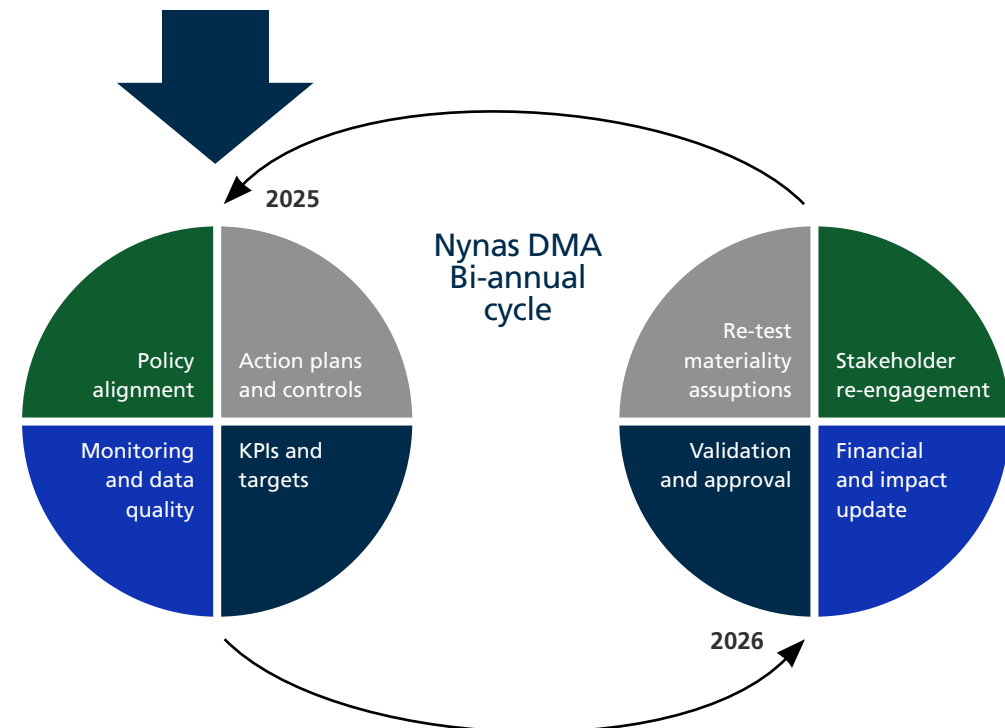 2025
Nynas DMA
Bi-annual
cycle
Policy
alignment
Action plans
and controls
Monitoring
and data
quality
KPIs and
targets
Re-test
materiality
assuptions
Stakeholder
re-engagement
Validation
and approval
Financial
and impact
update
2026